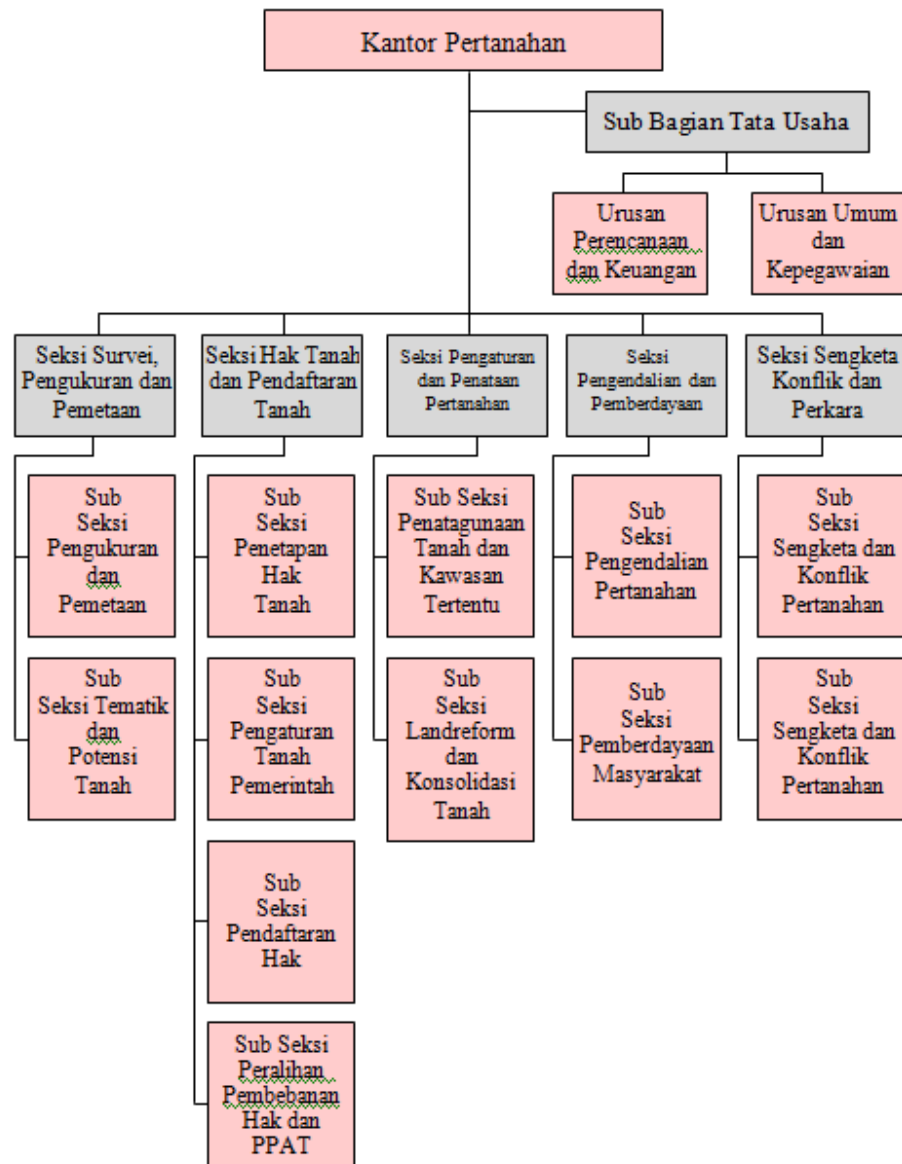 Kantor Pertanahan
Sub Bagian Tata Usaha
Urusan
Perencanaan
dan Keuangan
Urusan Umum
dan
Kepegawaian
Seksi Survei,
Pengukuran dan
Pemetaan
Seksi Hak Tanah
dan Pendaftaran
Tanah
Seksi Pengaturan
dan Penataan
Pertanahan
Seksi
Pengendalian dan
Pemberdayaan
Seksi Sengketa
Konflik dan
Perkara
Sub
Seksi
Pengukuran
dan
Pemetaan
Sub
Seksi
Penetapan
Hak
Tanah
Sub Seksi
Penatagunaan
Tanah dan
Kawasan
Tertentu
Sub
Seksi
Pengendalian
Pertanahan
Sub
Seksi
Sengketa dan
Konflik
Pertanahan
Sub
Seksi Tematik
dan
Potensi
Tanah
Sub
Seksi
Pengaturan
Tanah
Pemerintah
Sub
Seksi
Landreform
dan
Konsolidasi
Tanah
Sub
Seksi
Pemberdayaan
Masyarakat
Sub
Seksi
Sengketa dan
Konflik
Pertanahan
Sub
Seksi
Pendaftaran
Hak
Sub Seksi
Peralihan
Pembebanan
Hak dan
PPAT